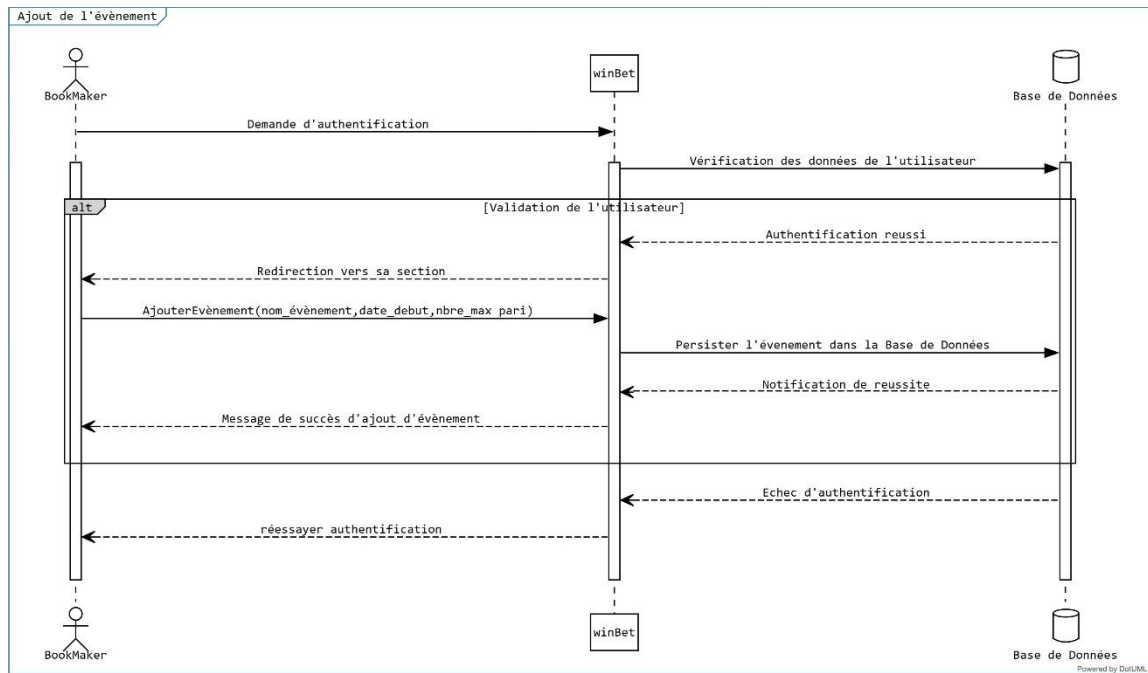 Ajout de l'évènement
BookMaker
winBet
Base de Données
Demande d'authentification
Vérification des données de l'utilisateur
alt
[Validation de l'utilisateur]
Authentification reussi
Redirection vers sa section
AjouterEvènement(nom_évènement,date_debut,nbre_max pari)
Persister l'évenement dans la Base de Données
Notification de reussite
Message de succès d'ajout d'évènement
Echec d'authentification
réessayer authentification
BookMaker
winBet
Base de Données
Powered by DotUML